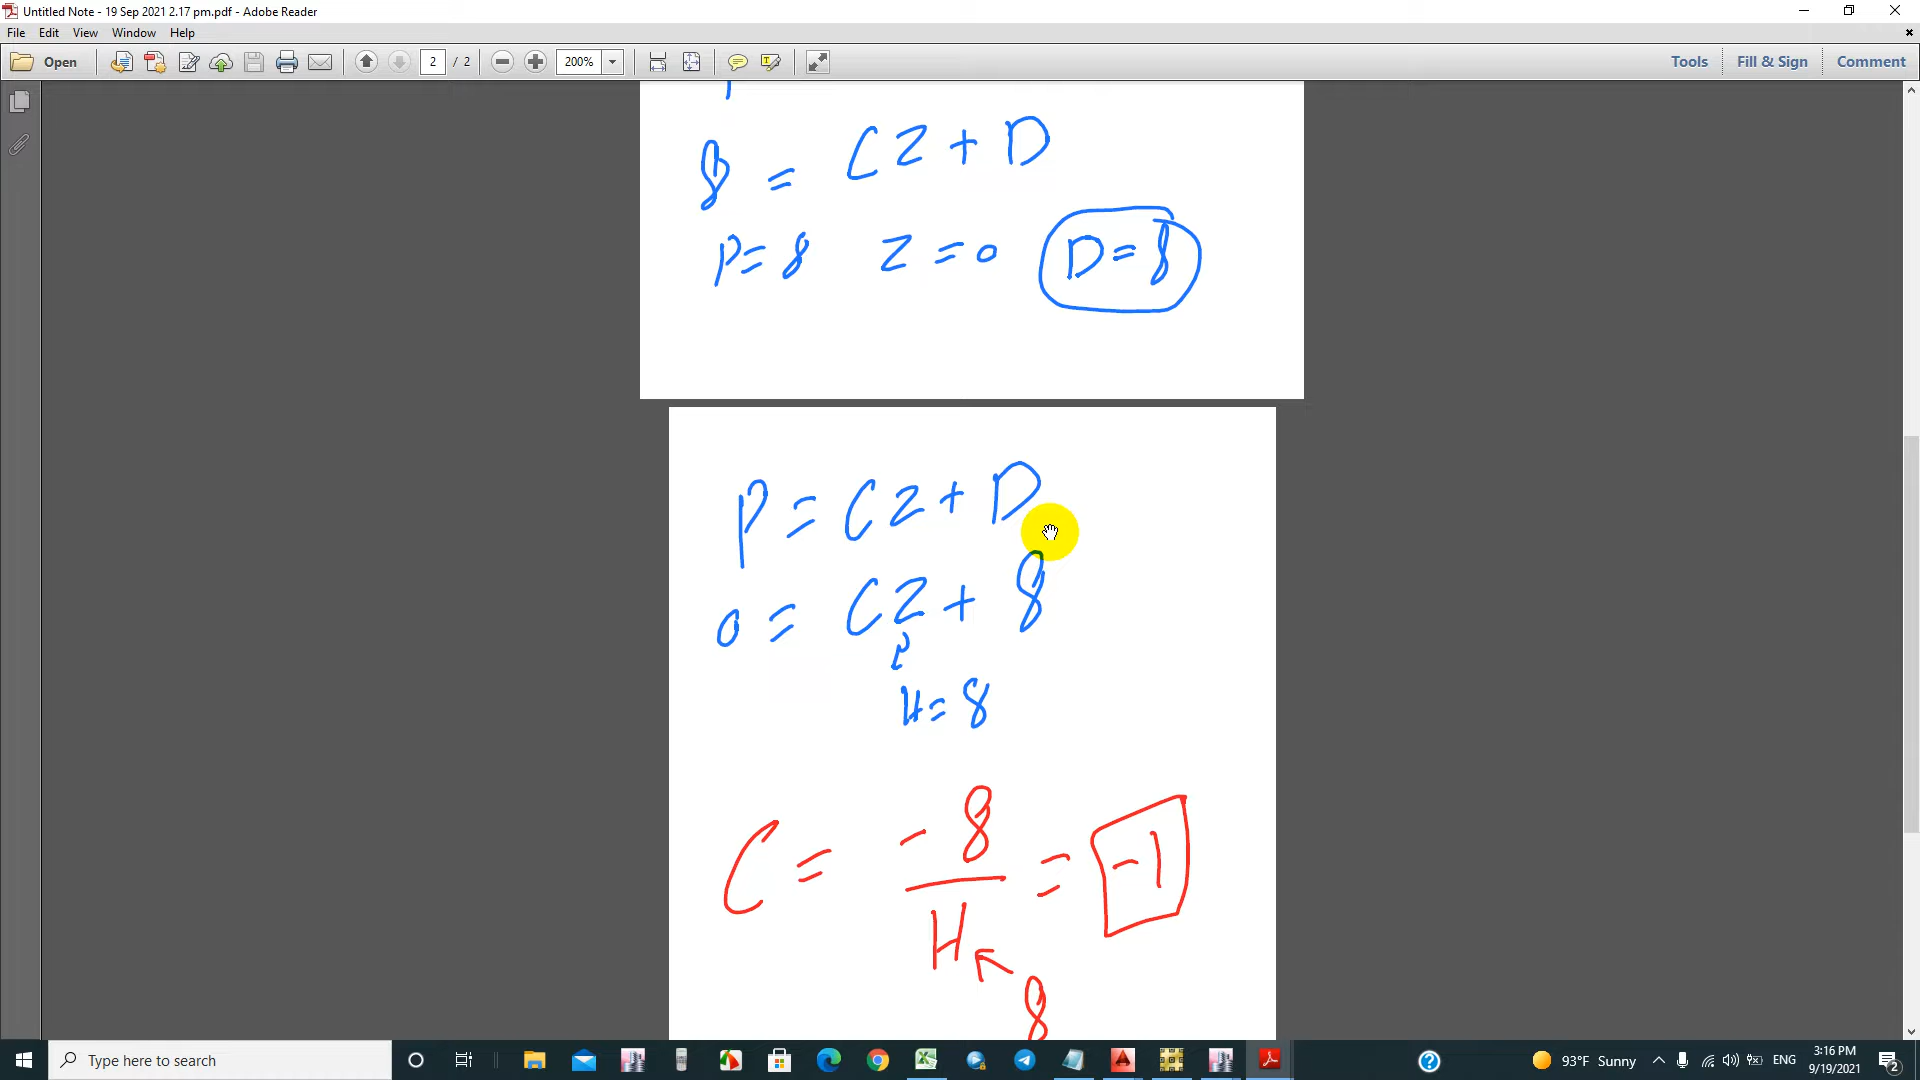 Untitled Note - 19 Sep 2021 2.17 pm.pdf - Adobe Reader
File Edit View Window Help
Open 2 / 2 200% Tools Fill & Sign Comment
8 = CZ + D
P = 8 Z = 0 D = 8
P = CZ + D
0 = CZ + 8
H = 8
C = - 8 / H = -1
8
Type here to search
93°F Sunny ENG 3:16 PM
9/19/2021 2